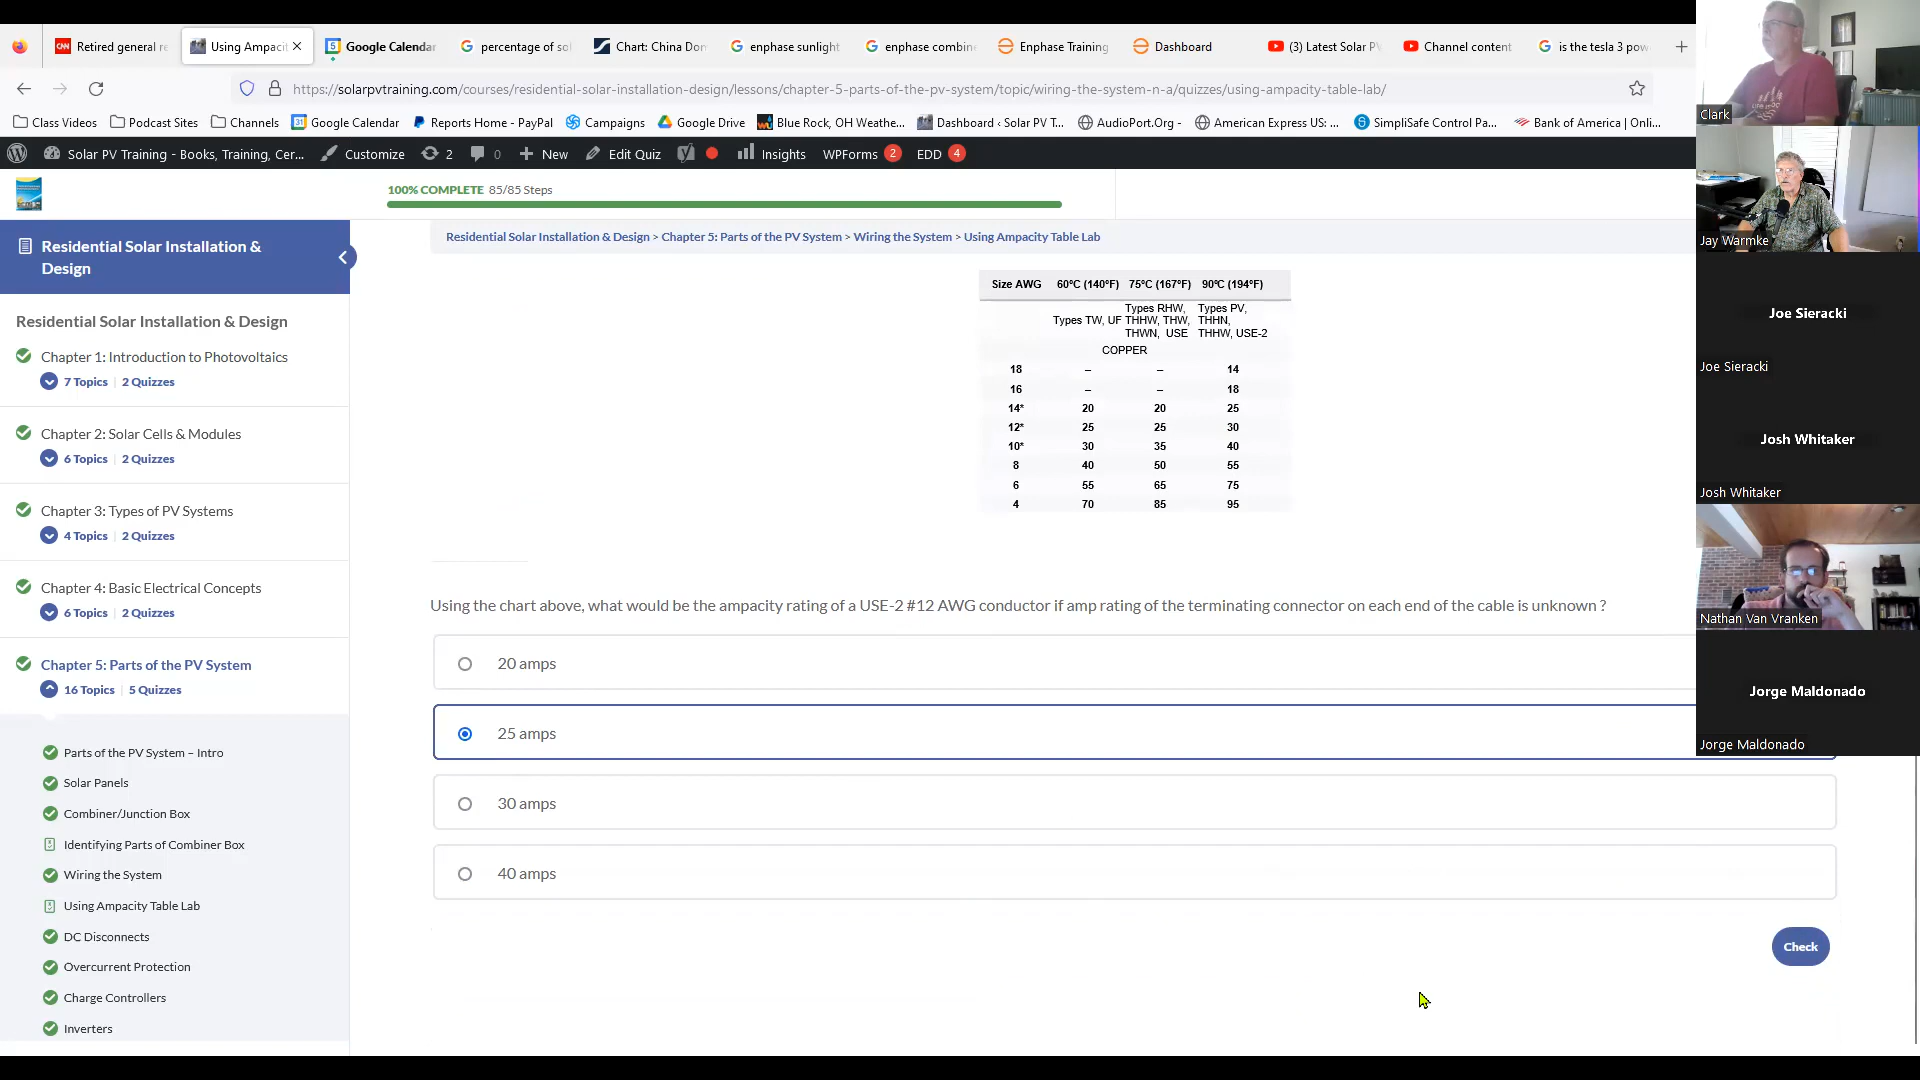 Retired general re
Using Ampacit
Google Calendar
percentage of so
Chart: China Dom
enphase sunlight
enphase combine
Enphase Training
Dashboard
(3) Latest Solar PV
Channel content
is the tesla 3 pow
https://solarpvtraining.com/courses/residential-solar-installation-design/lessons/chapter-5-parts-of-the-pv-system/topic/wiring-the-system-n-a/quizzes/using-ampacity-table-lab/
Class Videos
Podcast Sites
Channels
Google Calendar
Reports Home - PayPal
Campaigns
Google Drive
Blue Rock, OH Weathe...
Dashboard ‹ Solar PV T...
AudioPort.Org -
American Express US: ...
SimpliSafe Control Pa...
Bank of America | Onli...
Solar PV Training - Books, Training, Cer...
Customize
2
0
New
Edit Quiz
Insights
WPForms 2
EDD 4
100% COMPLETE 85/85 Steps
Residential Solar Installation &
Design
Residential Solar Installation & Design
Chapter 1: Introduction to Photovoltaics
7 Topics | 2 Quizzes
Chapter 2: Solar Cells & Modules
6 Topics | 2 Quizzes
Chapter 3: Types of PV Systems
4 Topics | 2 Quizzes
Chapter 4: Basic Electrical Concepts
6 Topics | 2 Quizzes
Chapter 5: Parts of the PV System
16 Topics | 5 Quizzes
Parts of the PV System – Intro
Solar Panels
Combiner/Junction Box
Identifying Parts of Combiner Box
Wiring the System
Using Ampacity Table Lab
DC Disconnects
Overcurrent Protection
Charge Controllers
Inverters
Residential Solar Installation & Design > Chapter 5: Parts of the PV System > Wiring the System > Using Ampacity Table Lab
Size AWG 60°C (140°F) 75°C (167°F) 90°C (194°F)
Types TW, UF
Types RHW,
THHW, THW,
THWN, USE
Types PV,
THHN,
THHW, USE-2
COPPER
18 – – 14
16 – – 18
14* 20 20 25
12* 25 25 30
10* 30 35 40
8 40 50 55
6 55 65 75
4 70 85 95
Using the chart above, what would be the ampacity rating of a USE-2 #12 AWG conductor if amp rating of the terminating connector on each end of the cable is unknown ?
20 amps
25 amps
30 amps
40 amps
Check
Clark
Jay Warmke
Joe Sieracki
Joe Sieracki
Josh Whitaker
Josh Whitaker
Nathan Van Vranken
Jorge Maldonado
Jorge Maldonado